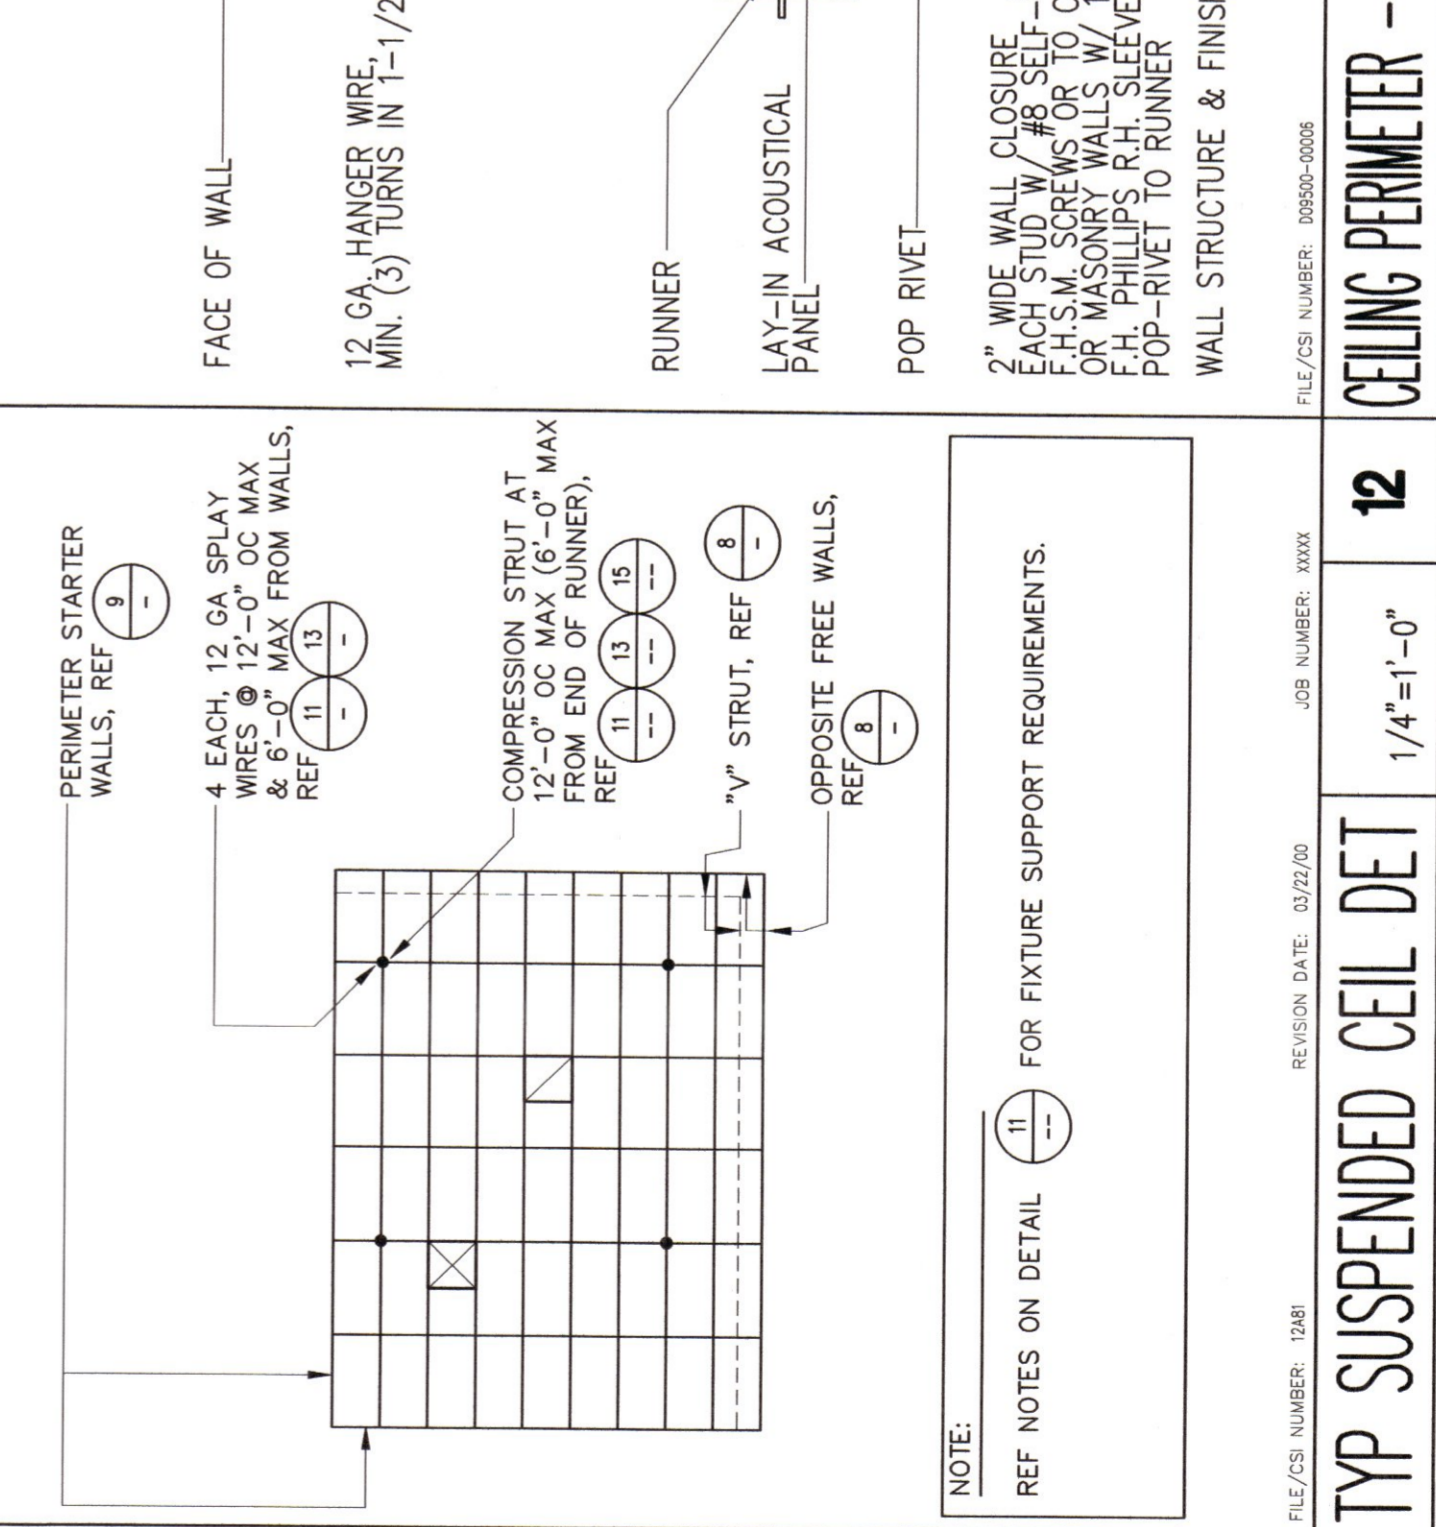 PERIMETER STARTER
WALLS, REF
9
-
4 EACH, 12 GA SPLAY
WIRES @ 12'-0" OC MAX
& 6'-0" MAX FROM WALLS,
REF
11
-
13
-
COMPRESSION STRUT AT
12'-0" OC MAX (6'-0" MAX
FROM END OF RUNNER),
REF
11
--
13
--
15
--
"V" STRUT, REF
8
-
OPPOSITE FREE WALLS,
REF
8
-
NOTE:
REF NOTES ON DETAIL 11 FOR FIXTURE SUPPORT REQUIREMENTS.
--
FILE/CSI NUMBER: 12A81 REVISION DATE: 03/22/00 JOB NUMBER: XXXXX
TYP SUSPENDED CEIL DET 1/4"=1'-0" 12
FACE OF WALL
12 GA. HANGER WIRE,
MIN. (3) TURNS IN 1-1/2
RUNNER
LAY-IN ACOUSTICAL
PANEL
POP RIVET
2" WIDE WALL CLOSURE
EACH STUD W/ #8 SELF-
F.H.S.M. SCREWS OR TO
OR MASONRY WALLS W/
F.H. PHILLIPS R.H. SLEEVE
POP-RIVET TO RUNNER
WALL STRUCTURE &
FILE/CSI NUMBER: D09500-00006
CEILING PERIMETER -